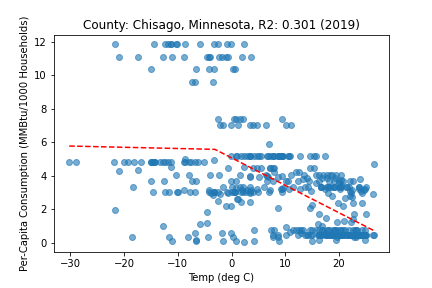 County: Chisago, Minnesota, R2: 0.301 (2019)
Per-Capita Consumption (MMBtu/1000 Households)
12
10
8
6
4
2
0
−30 −20 −10 0 10 20
Temp (deg C)